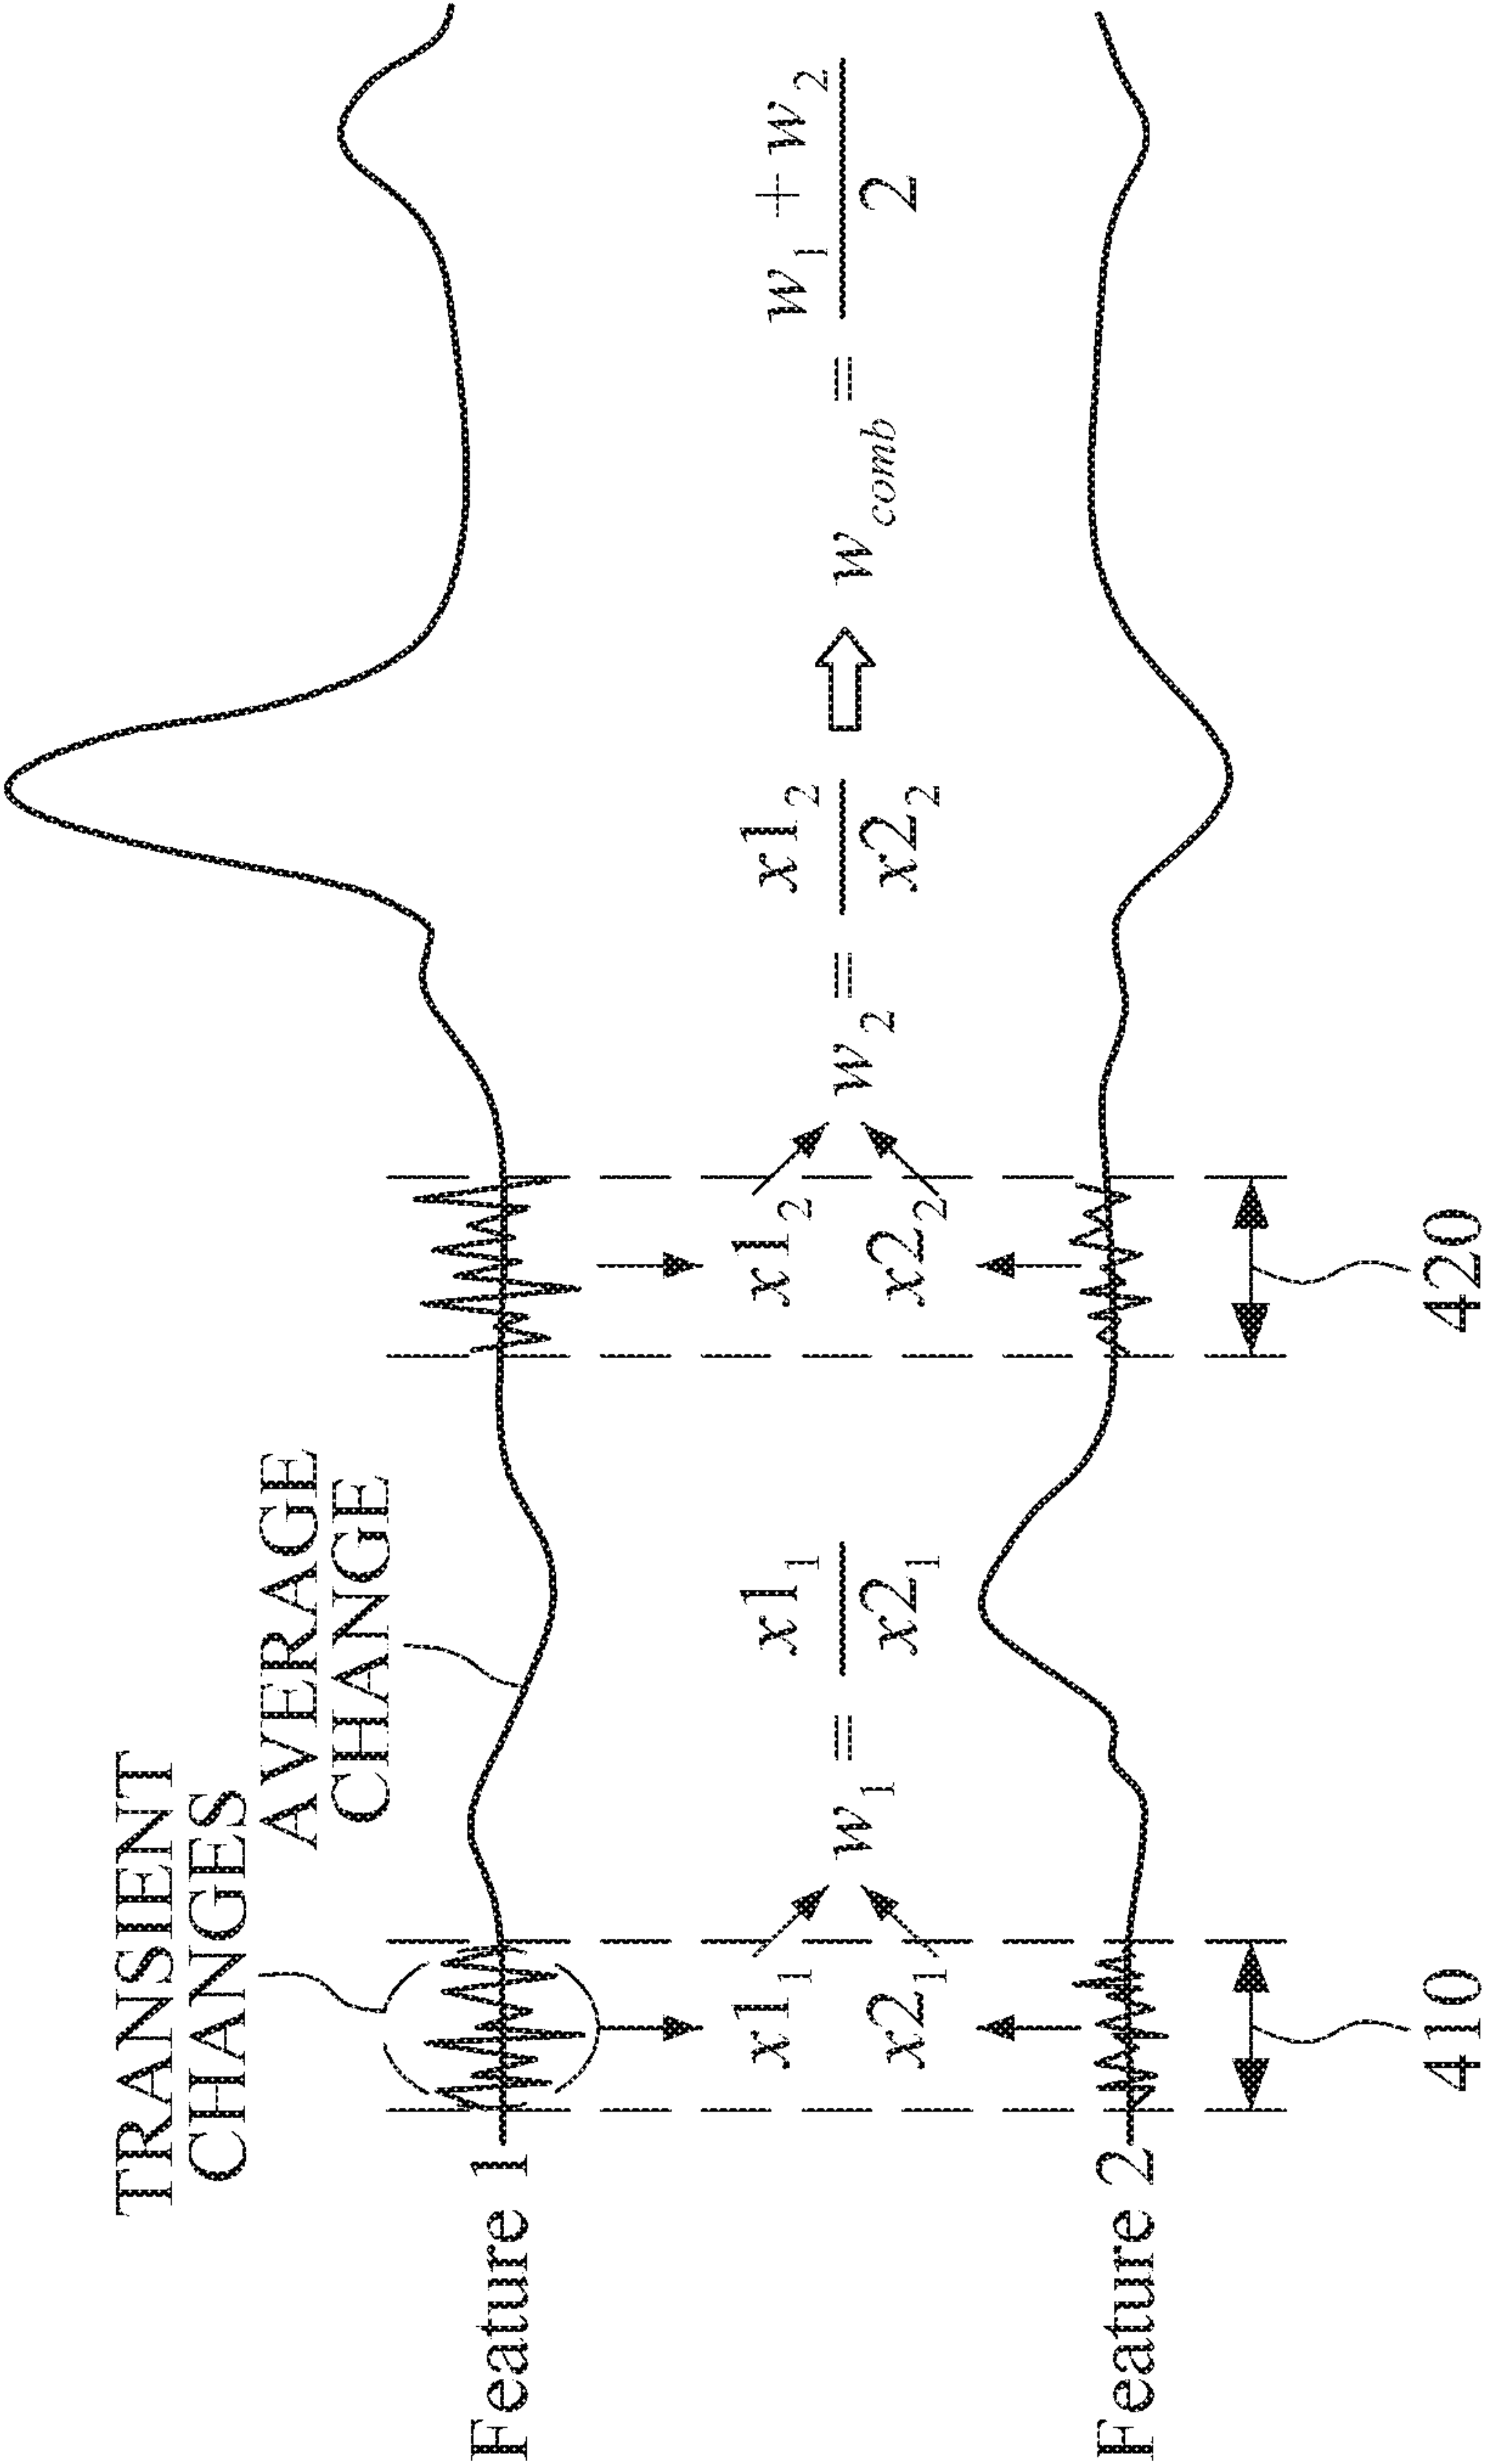 TRANSIENT
CHANGES
AVERAGE
CHANGE
Feature 1
x1₁
x2₁
w₁ = x1₁ / x2₁
x1₂
x2₂
w₂ = x1₂ / x2₂
⇨ w_comb = (w₁ + w₂) / 2
Feature 2
410
420